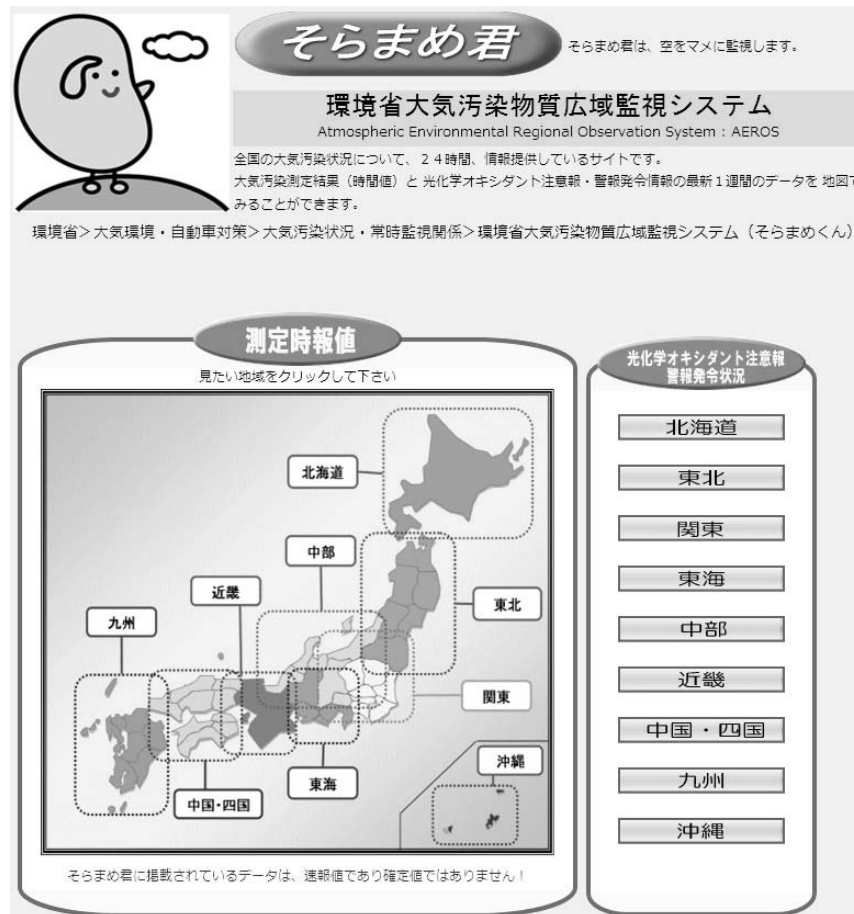 そらまめ君
そらまめ君は、空をマメに監視します。
環境省大気汚染物質広域監視システム
Atmospheric Environmental Regional Observation System : AEROS
全国の大気汚染状況について、２４時間、情報提供しているサイトです。
大気汚染測定結果（時間値）と 光化学オキシダント注意報・警報発令情報の最新１週間のデータを 地図で
みることができます。
環境省＞大気環境・自動車対策＞大気汚染状況・常時監視関係＞環境省大気汚染物質広域監視システム（そらまめくん）
測定時報値
見たい地域をクリックして下さい
北海道
中部
近畿
東北
九州
関東
沖縄
東海
中国・四国
そらまめ君に掲載されているデータは、速報値であり確定値ではありません！
光化学オキシダント注意報
警報発令状況
北海道
東北
関東
東海
中部
近畿
中国・四国
九州
沖縄